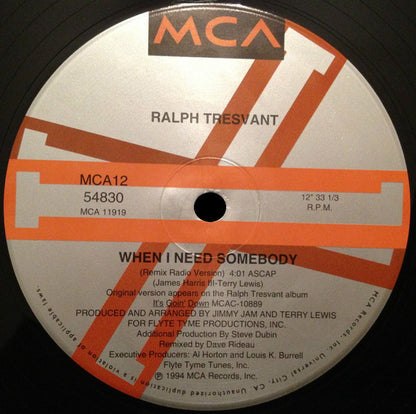 MCA
RALPH TRESVANT
MCA12
54830
MCA 11919
12" 33 1/3
R.P.M.
WHEN I NEED SOMEBODY
(Remix Radio Version) 4:01 ASCAP
(James Harris III-Terry Lewis)
Original version appears on the Ralph Tresvant album
It's Goin' Down MCAC-10889
PRODUCED AND ARRANGED BY JIMMY JAM AND TERRY LEWIS
FOR FLYTE TYME PRODUCTIONS, INC.
Additional Production By Steve Dubin
Remixed by Dave Rideau
Executive Producers: Al Horton and Louis K. Burrell
Flyte Tyme Tunes, Inc.
℗ 1994 MCA Records, Inc.
MCA Records Inc. Universal City, CA. Unauthorized duplication is a violation of applicable laws.